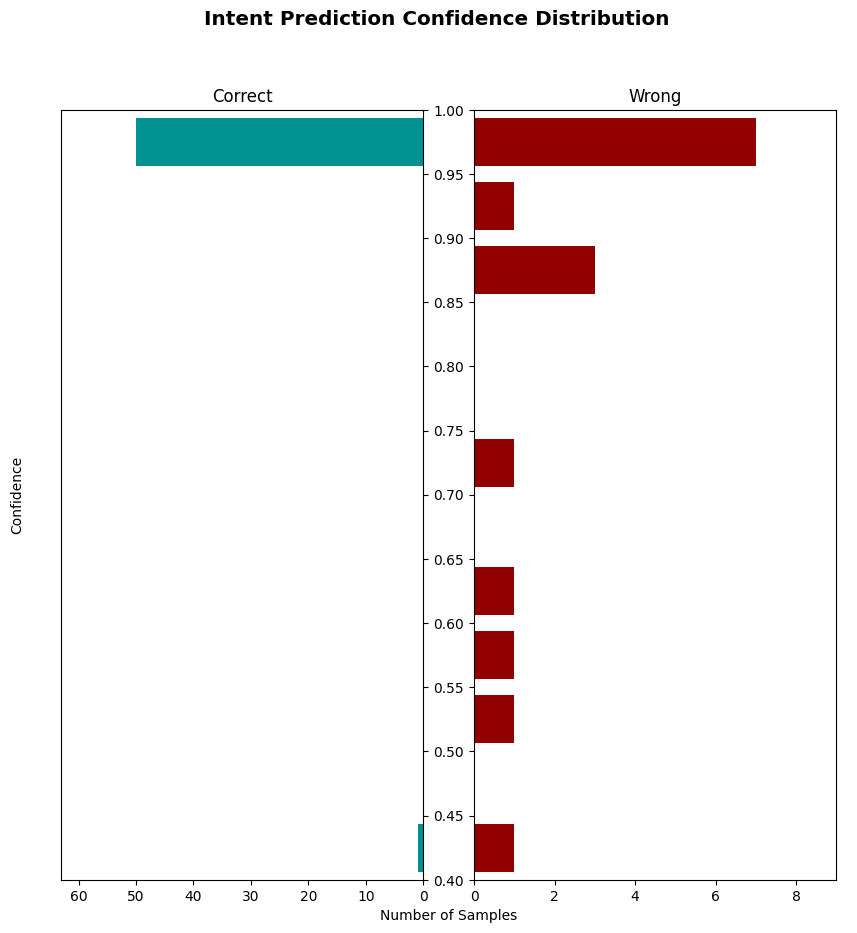 Intent Prediction Confidence Distribution
Correct
Wrong
1.00
0.95
0.90
0.85
0.80
0.75
0.70
0.65
0.60
0.55
0.50
0.45
0.40
Confidence
60 50 40 30 20 10 0
0 2 4 6 8
Number of Samples